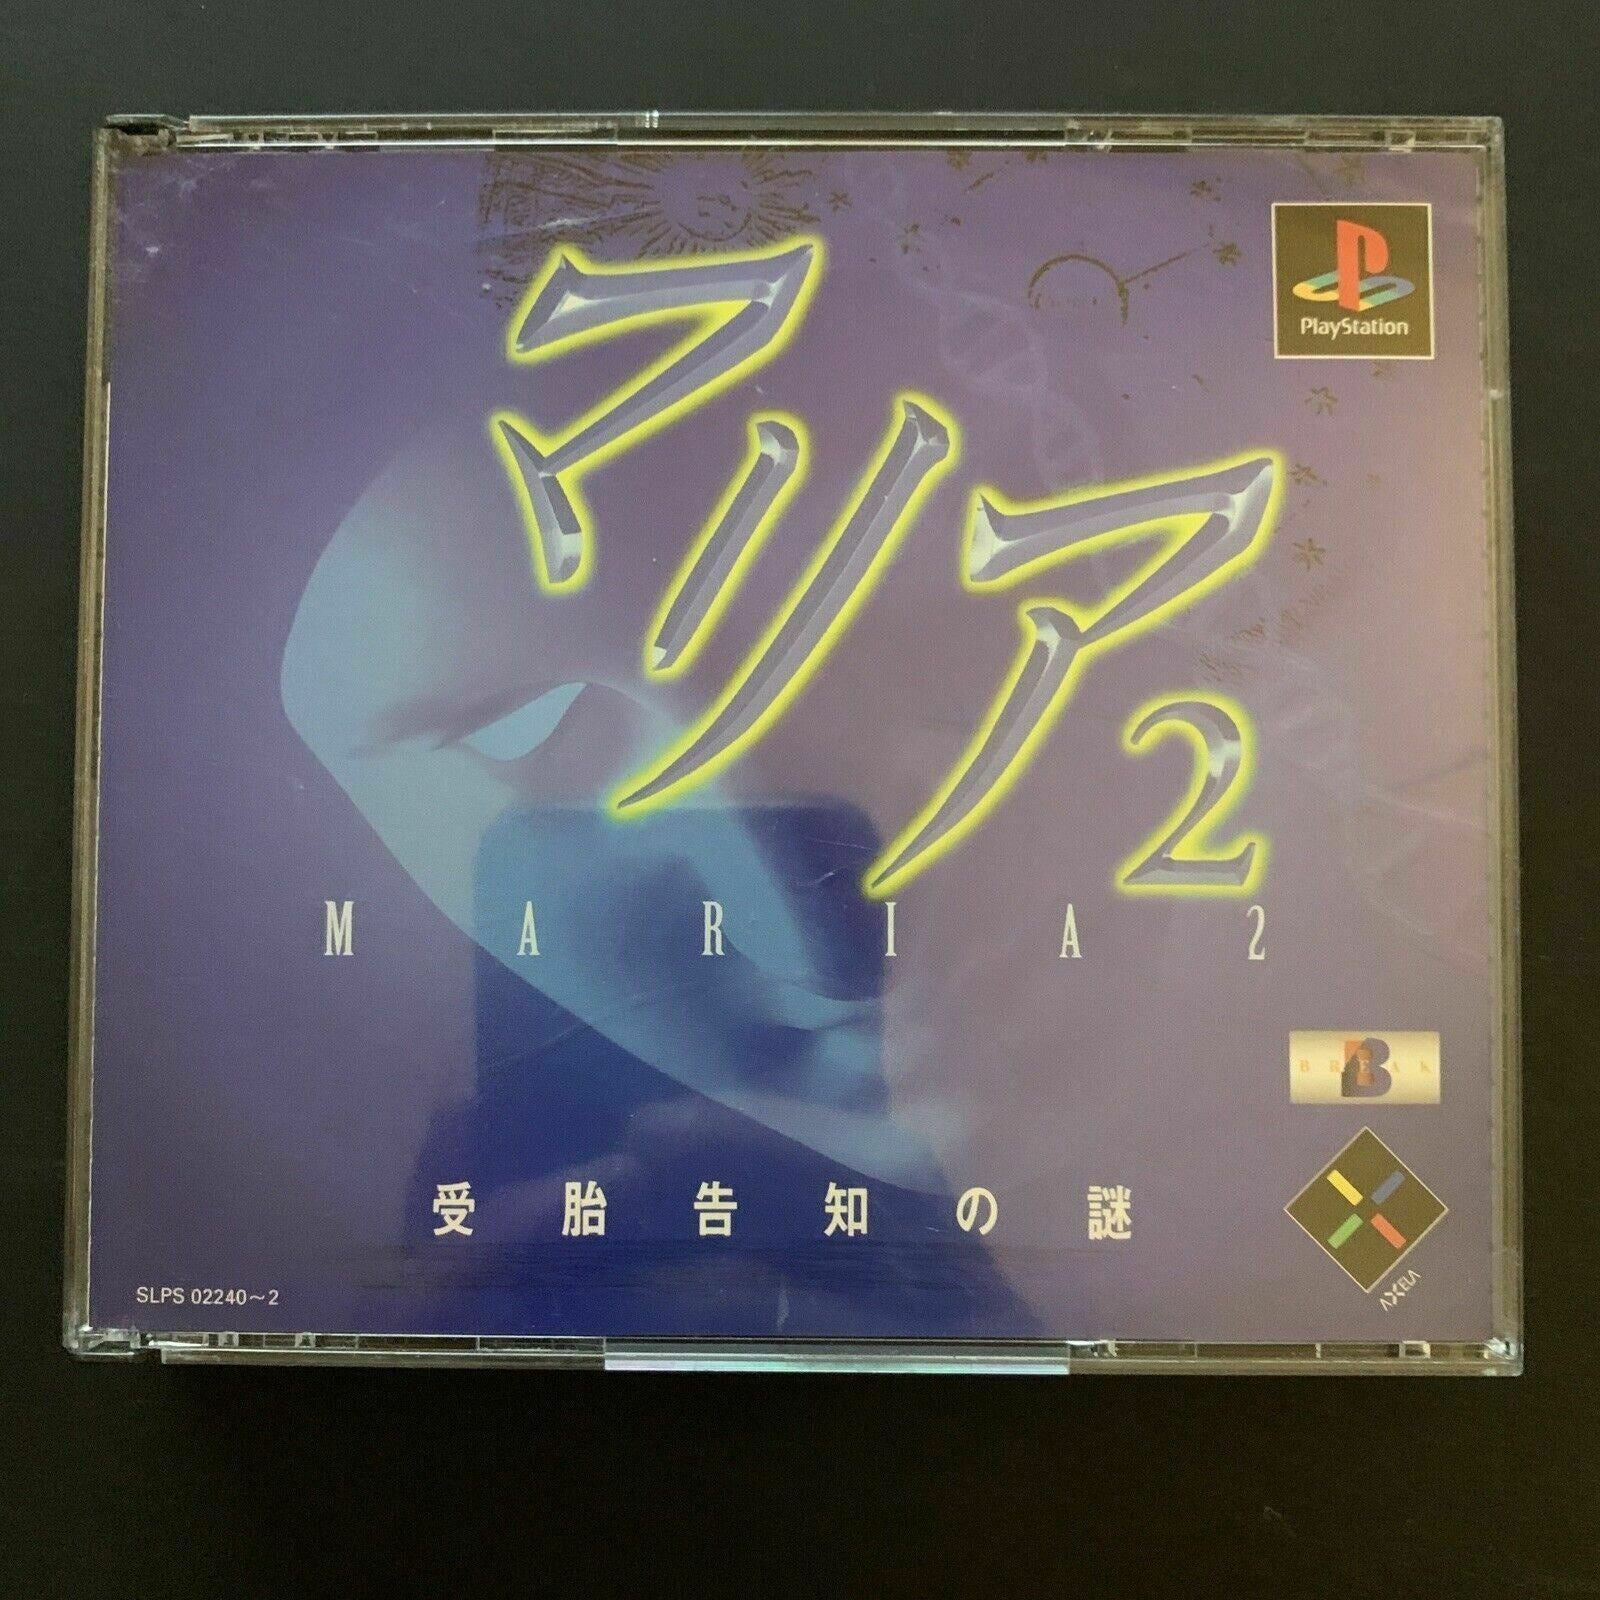 マリア2
PlayStation
MARIA2
BREAK
受胎告知の謎
AXELA
SLPS 02240～2